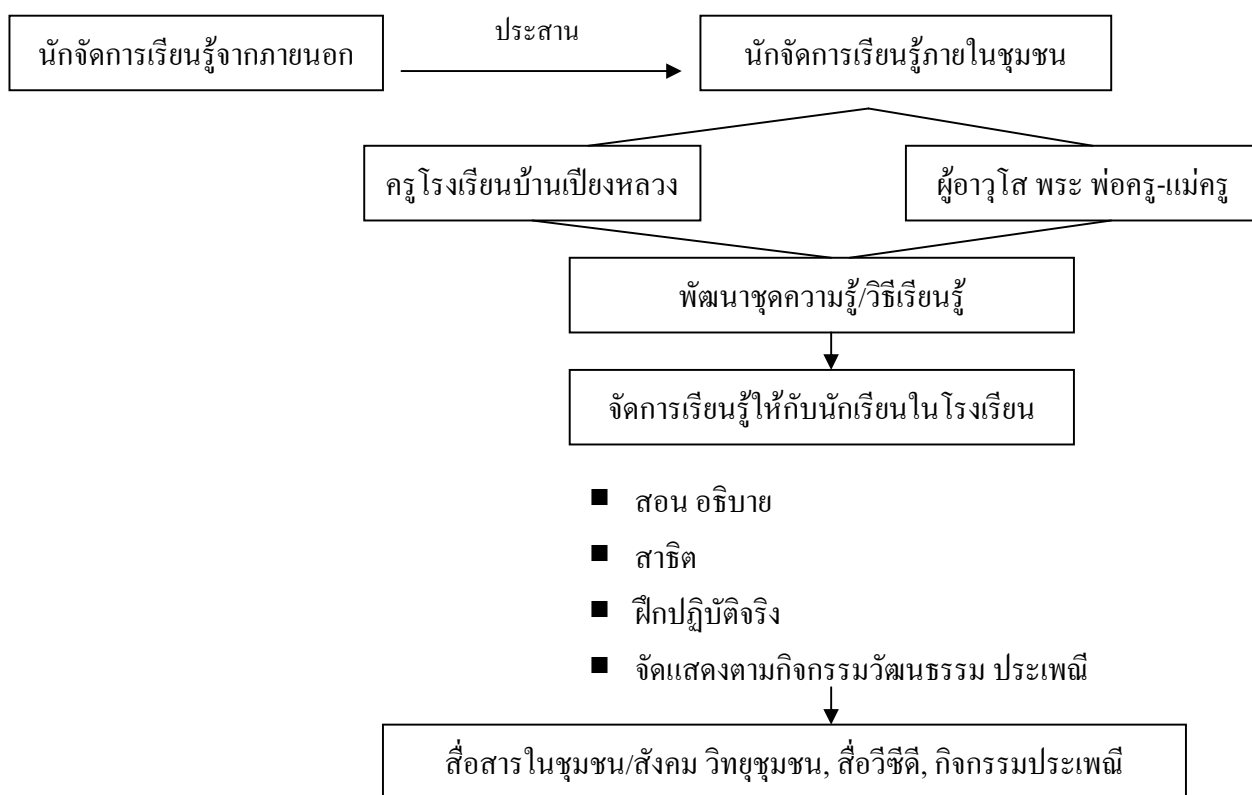 ประสาน
นักจัดการเรียนรู้จากภายนอก
นักจัดการเรียนรู้ภายในชุมชน
ครูโรงเรียนบ้านเปียงหลวง
ผู้อาวุโส พระ พ่อครู-แม่ครู
พัฒนาชุดความรู้/วิธีเรียนรู้
จัดการเรียนรู้ให้กับนักเรียนในโรงเรียน
■ สอน อธิบาย
■ สาธิต
■ ฝึกปฏิบัติจริง
■ จัดแสดงตามกิจกรรมวัฒนธรรม ประเพณี
สื่อสารในชุมชน/สังคม วิทยุชุมชน, สื่อวีซีดี, กิจกรรมประเพณี